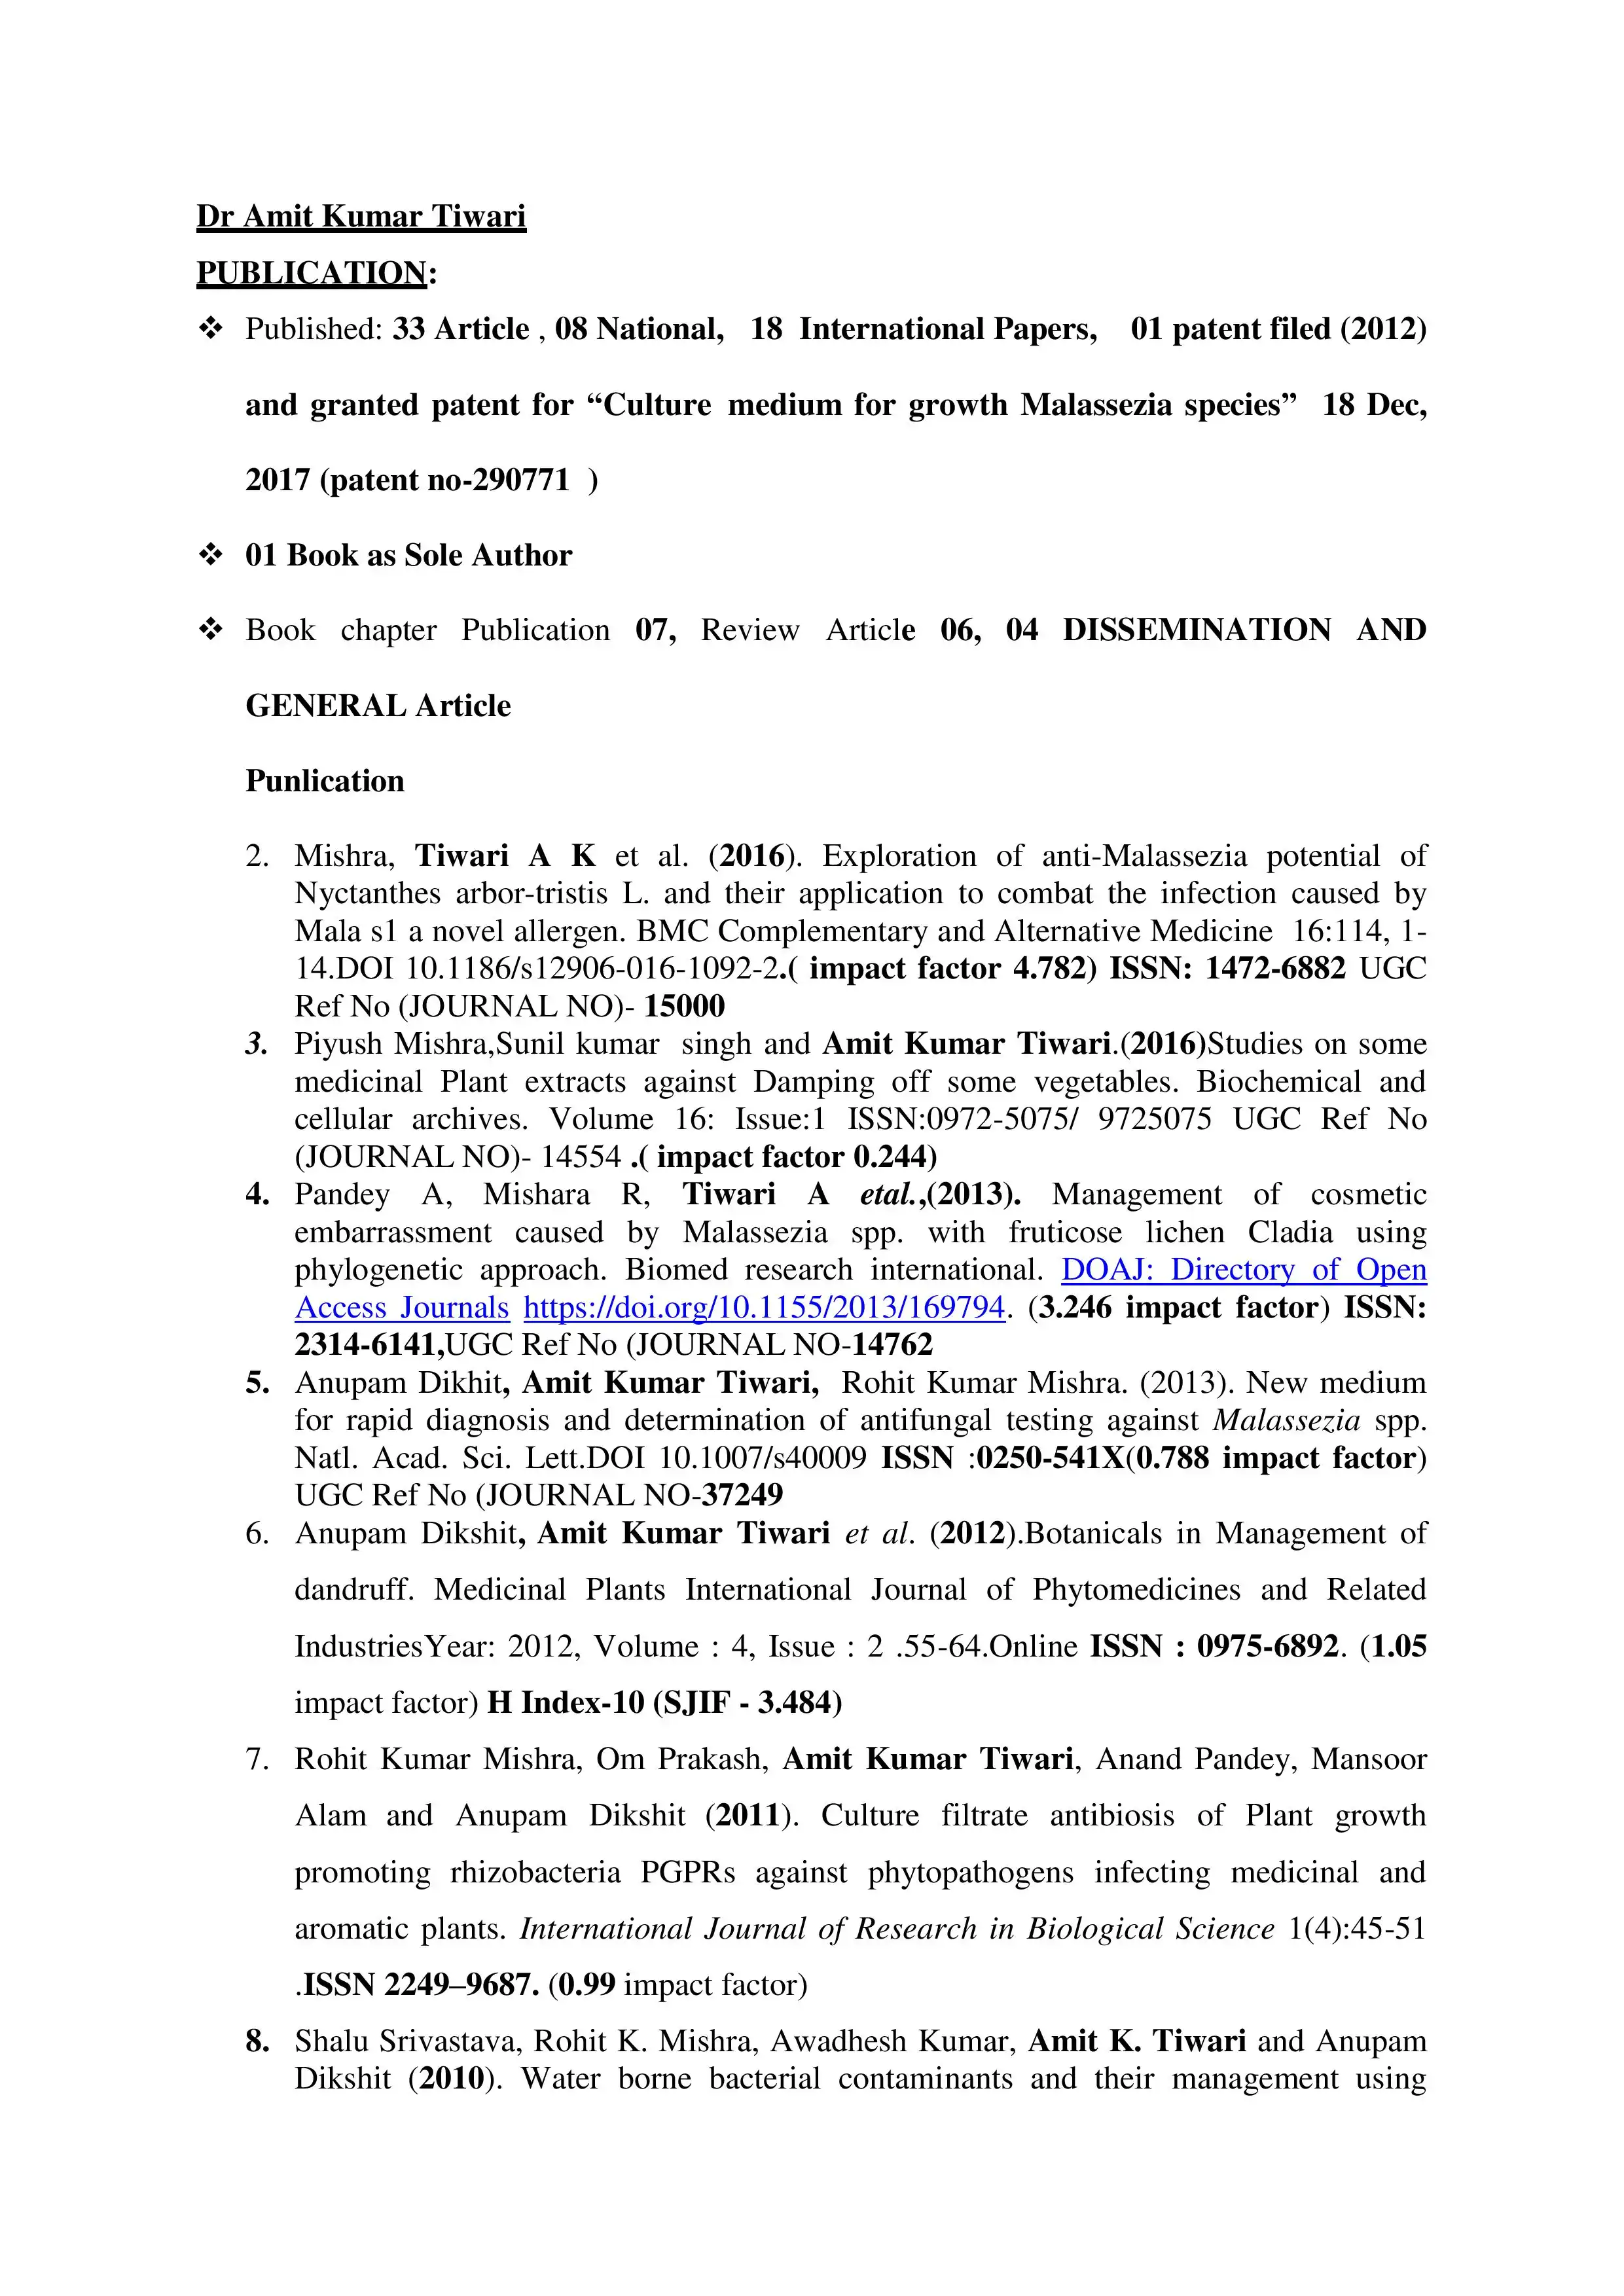 Dr Amit Kumar Tiwari
PUBLICATION:
❖ Published: 33 Article , 08 National, 18 International Papers, 01 patent filed (2012)
and granted patent for “Culture medium for growth Malassezia species” 18 Dec,
2017 (patent no-290771 )
❖ 01 Book as Sole Author
❖ Book chapter Publication 07, Review Article 06, 04 DISSEMINATION AND
GENERAL Article
Punlication
2. Mishra, Tiwari A K et al. (2016). Exploration of anti-Malassezia potential of
Nyctanthes arbor-tristis L. and their application to combat the infection caused by
Mala s1 a novel allergen. BMC Complementary and Alternative Medicine 16:114, 1-
14.DOI 10.1186/s12906-016-1092-2.( impact factor 4.782) ISSN: 1472-6882 UGC
Ref No (JOURNAL NO)- 15000
3. Piyush Mishra,Sunil kumar singh and Amit Kumar Tiwari.(2016)Studies on some
medicinal Plant extracts against Damping off some vegetables. Biochemical and
cellular archives. Volume 16: Issue:1 ISSN:0972-5075/ 9725075 UGC Ref No
(JOURNAL NO)- 14554 .( impact factor 0.244)
4. Pandey A, Mishara R, Tiwari A etal.,(2013). Management of cosmetic
embarrassment caused by Malassezia spp. with fruticose lichen Cladia using
phylogenetic approach. Biomed research international. DOAJ: Directory of Open
Access Journals https://doi.org/10.1155/2013/169794. (3.246 impact factor) ISSN:
2314-6141,UGC Ref No (JOURNAL NO-14762
5. Anupam Dikhit, Amit Kumar Tiwari, Rohit Kumar Mishra. (2013). New medium
for rapid diagnosis and determination of antifungal testing against Malassezia spp.
Natl. Acad. Sci. Lett.DOI 10.1007/s40009 ISSN :0250-541X(0.788 impact factor)
UGC Ref No (JOURNAL NO-37249
6. Anupam Dikshit, Amit Kumar Tiwari et al. (2012).Botanicals in Management of
dandruff. Medicinal Plants International Journal of Phytomedicines and Related
IndustriesYear: 2012, Volume : 4, Issue : 2 .55-64.Online ISSN : 0975-6892. (1.05
impact factor) H Index-10 (SJIF - 3.484)
7. Rohit Kumar Mishra, Om Prakash, Amit Kumar Tiwari, Anand Pandey, Mansoor
Alam and Anupam Dikshit (2011). Culture filtrate antibiosis of Plant growth
promoting rhizobacteria PGPRs against phytopathogens infecting medicinal and
aromatic plants. International Journal of Research in Biological Science 1(4):45-51
.ISSN 2249–9687. (0.99 impact factor)
8. Shalu Srivastava, Rohit K. Mishra, Awadhesh Kumar, Amit K. Tiwari and Anupam
Dikshit (2010). Water borne bacterial contaminants and their management using